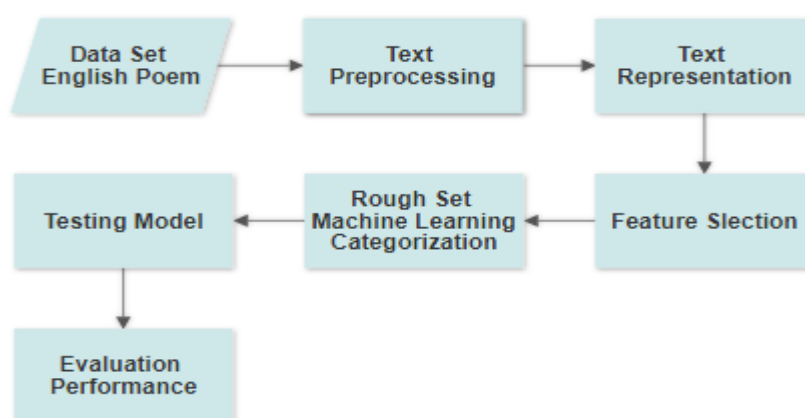 Data Set
English Poem
Text
Preprocessing
Text
Representation
Feature Slection
Rough Set
Machine Learning
Categorization
Testing Model
Evaluation
Performance